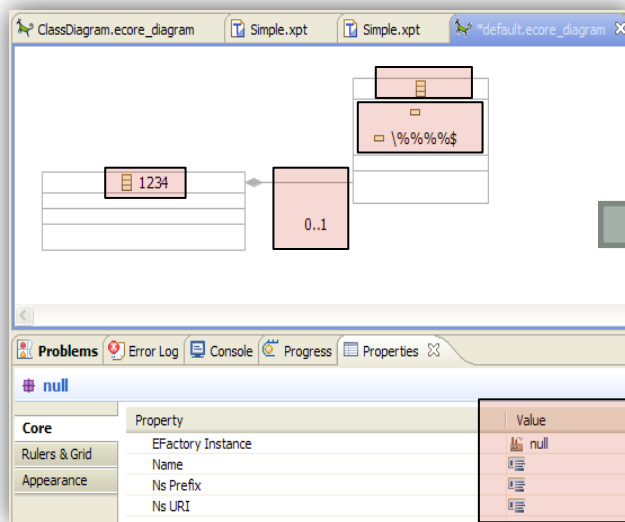 ClassDiagram.ecore_diagram Simple.xpt Simple.xpt *default.ecore_diagram
\%%%%$
1234
0..1
Problems Error Log Console Progress Properties
null
Core
Rulers & Grid
Appearance
Property Value
EFactory Instance null
Name
Ns Prefix
Ns URI